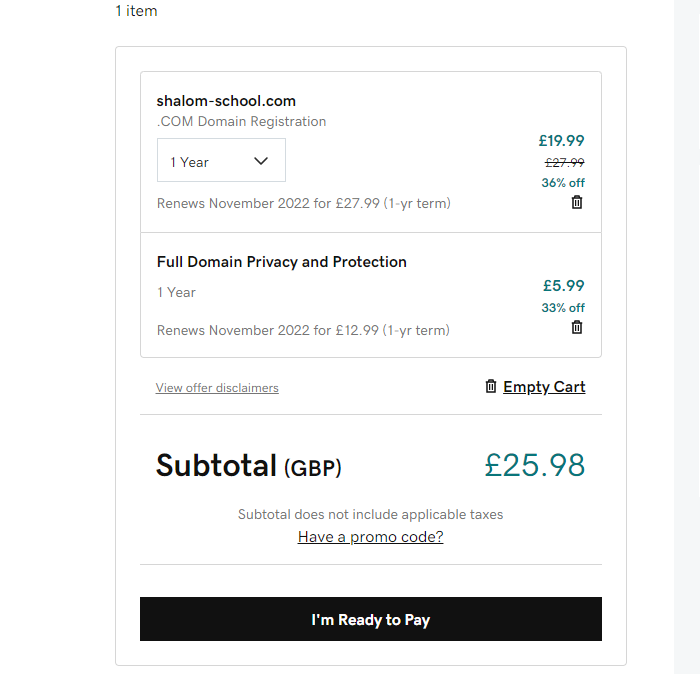 1 item
shalom-school.com
.COM Domain Registration
£19.99
1 Year
£27.99
36% off
Renews November 2022 for £27.99 (1-yr term)
Full Domain Privacy and Protection
£5.99
1 Year
33% off
Renews November 2022 for £12.99 (1-yr term)
View offer disclaimers
Empty Cart
Subtotal (GBP)
£25.98
Subtotal does not include applicable taxes
Have a promo code?
I'm Ready to Pay